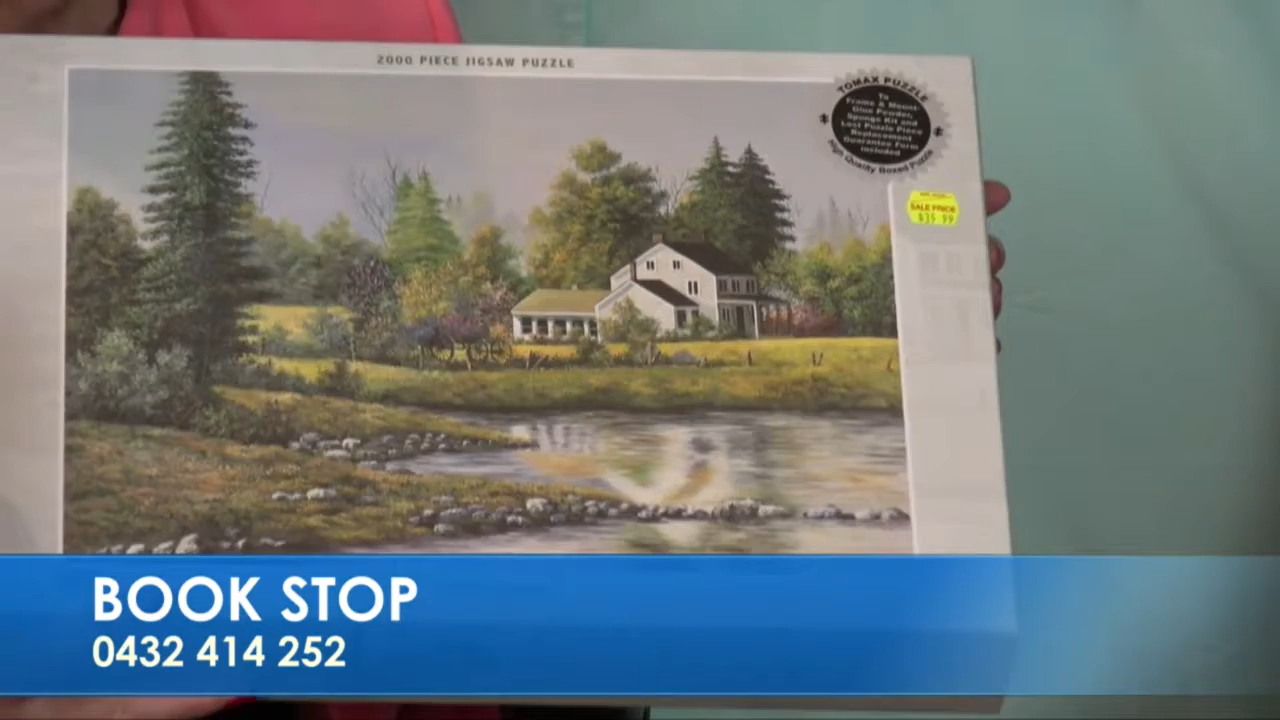 2000 PIECE JIGSAW PUZZLE
TOMAX PUZZLE
To
Frame & Mount-
Glue Powder,
Sponge Kit and
Lost Puzzle Piece
Replacement
Guarantee Form
included
High Quality Boxed Puzzle
SALE PRICE
$35.99
BOOK STOP
0432 414 252